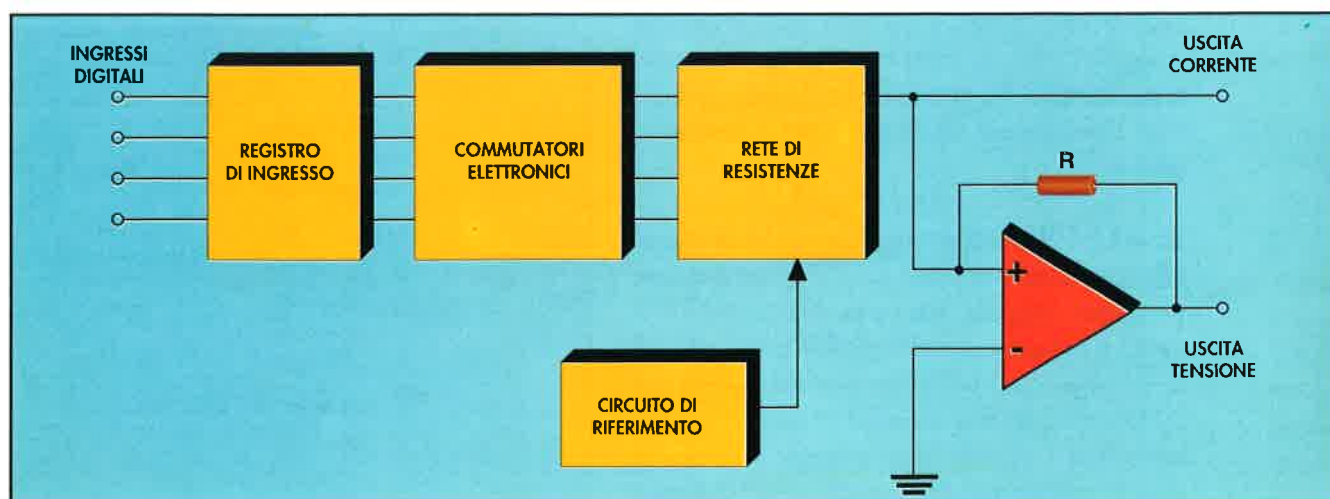 INGRESSI
DIGITALI
REGISTRO
DI INGRESSO
COMMUTATORI
ELETTRONICI
RETE DI
RESISTENZE
USCITA
CORRENTE
R
+
-
USCITA
TENSIONE
CIRCUITO DI
RIFERIMENTO